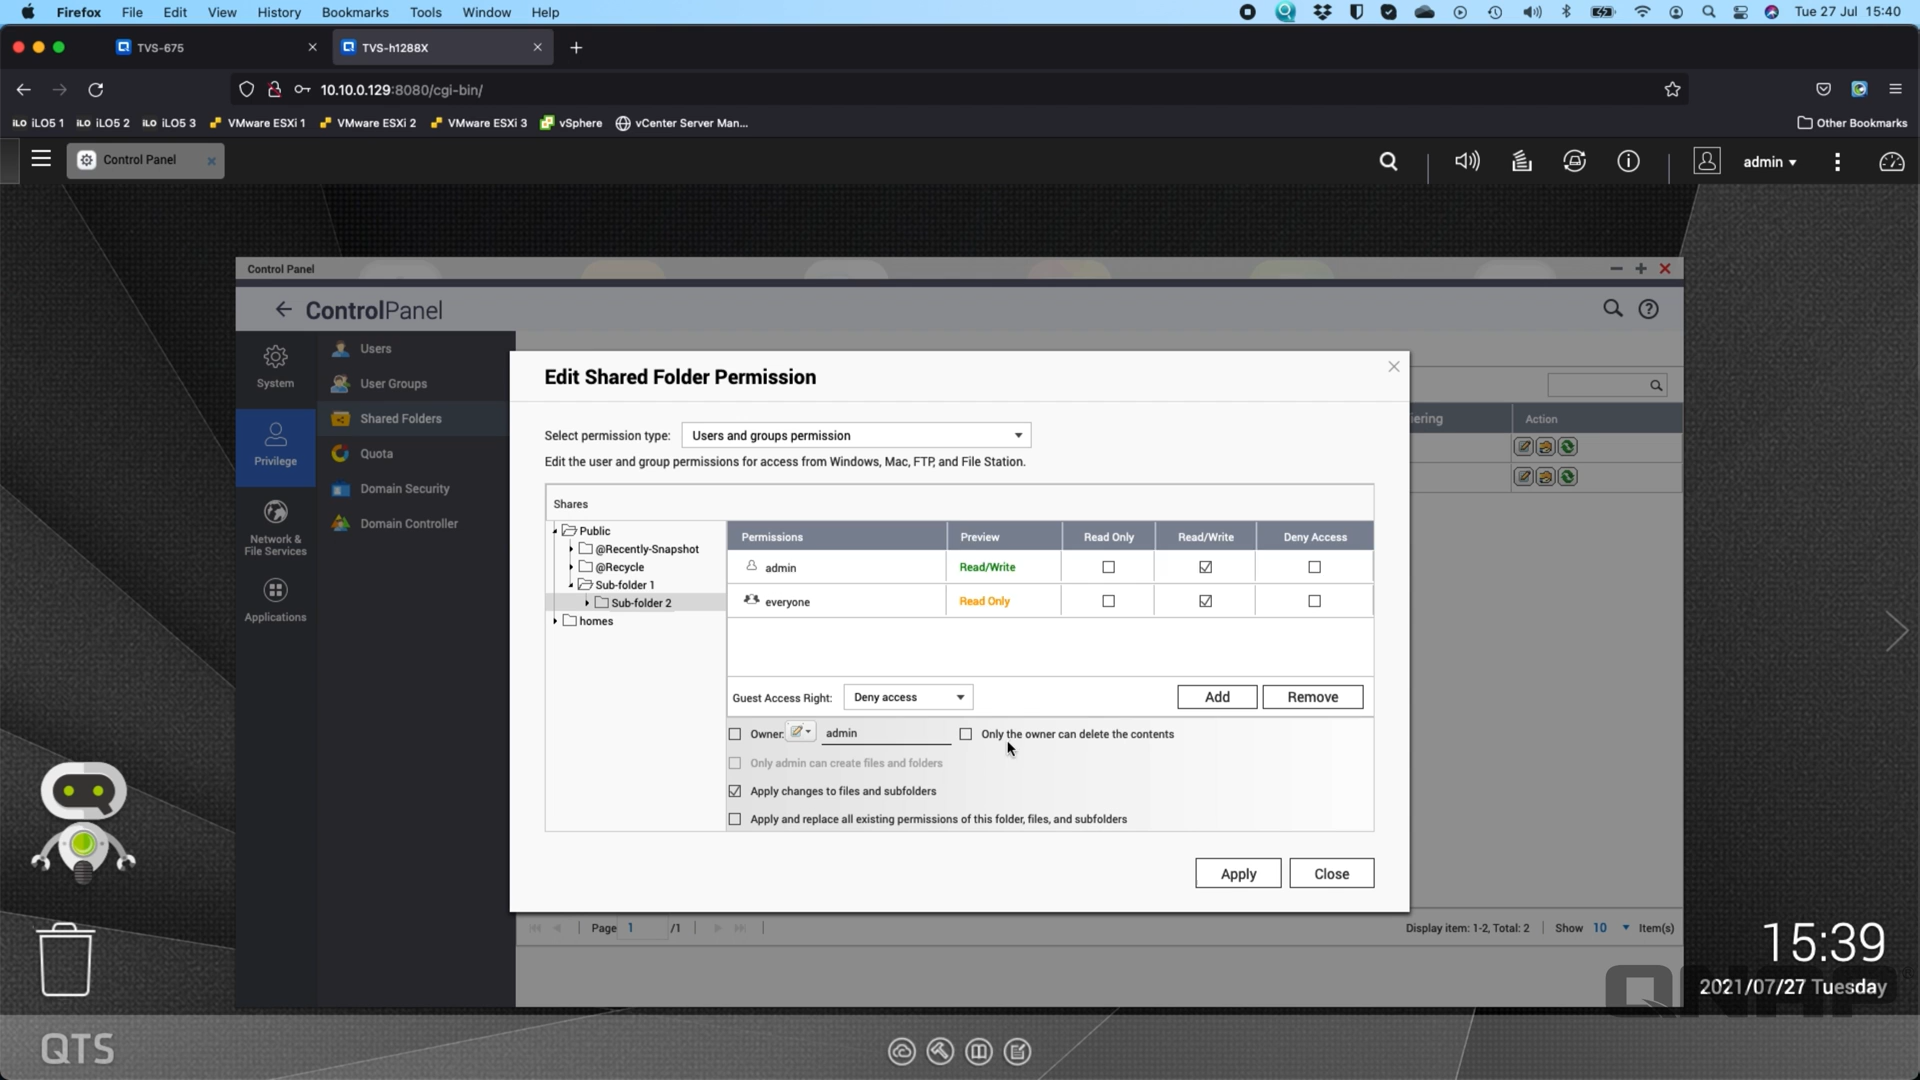 Firefox File Edit View History Bookmarks Tools Window Help Tue 27 Jul 15:40
TVS-675 TVS-h1288X
10.10.0.129:8080/cgi-bin/
iLO iLO5 1 iLO iLO5 2 iLO iLO5 3 VMware ESXi 1 VMware ESXi 2 VMware ESXi 3 vSphere vCenter Server Man... Other Bookmarks
Control Panel admin
Control Panel
ControlPanel
System
Privilege
Network &
File Services
Applications
Users
User Groups
Shared Folders
Quota
Domain Security
Domain Controller
iering Action
Edit Shared Folder Permission
Select permission type: Users and groups permission
Edit the user and group permissions for access from Windows, Mac, FTP, and File Station.
Shares
Public
@Recently-Snapshot
@Recycle
Sub-folder 1
Sub-folder 2
homes
Permissions Preview Read Only Read/Write Deny Access
admin Read/Write
everyone Read Only
Guest Access Right: Deny access Add Remove
Owner: admin Only the owner can delete the contents
Only admin can create files and folders
Apply changes to files and subfolders
Apply and replace all existing permissions of this folder, files, and subfolders
Apply Close
Page 1 /1 Display item: 1-2, Total: 2 Show 10 Item(s)
15:39
2021/07/27 Tuesday
QTS